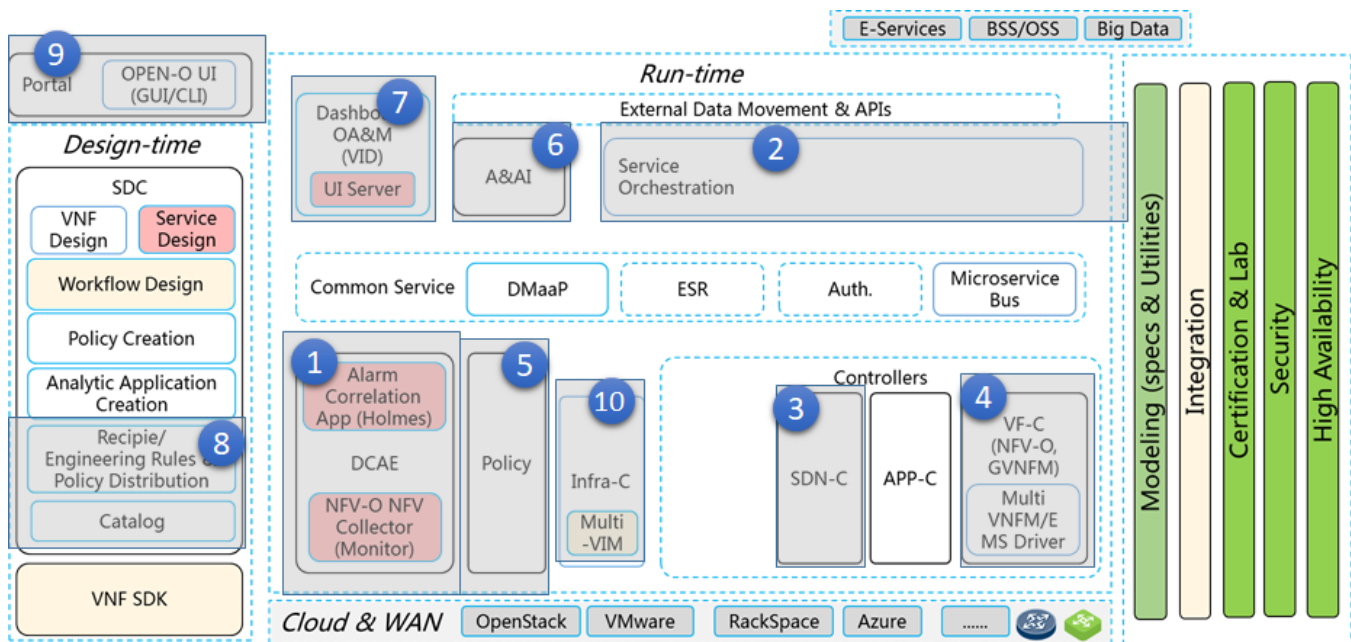 E-Services
BSS/OSS
Big Data
9
Portal
OPEN-O UI
(GUI/CLI)
Design-time
SDC
VNF
Design
Service
Design
Workflow Design
Policy Creation
Analytic Application
Creation
8
Recipie/
Engineering Rules
Policy Distribution
Catalog
VNF SDK
Run-time
7
OA&M
(VID)
UI Server
External Data Movement & APIs
6
A&AI
2
Service
Orchestration
Common Service
DMaaP
ESR
Auth.
Microservice
Bus
1
Alarm
Correlation
App (Holmes)
DCAE
NFV-O NFV
Collector
(Monitor)
5
Policy
10
Infra-C
Multi
-VIM
Controllers
3
SDN-C
APP-C
4
VF-C
(NFV-O,
GVNFM)
Multi
VNFM/E
MS Driver
Cloud & WAN
OpenStack
VMware
RackSpace
Azure
......
Modeling (specs & Utilities)
Integration
Certification & Lab
Security
High Availability